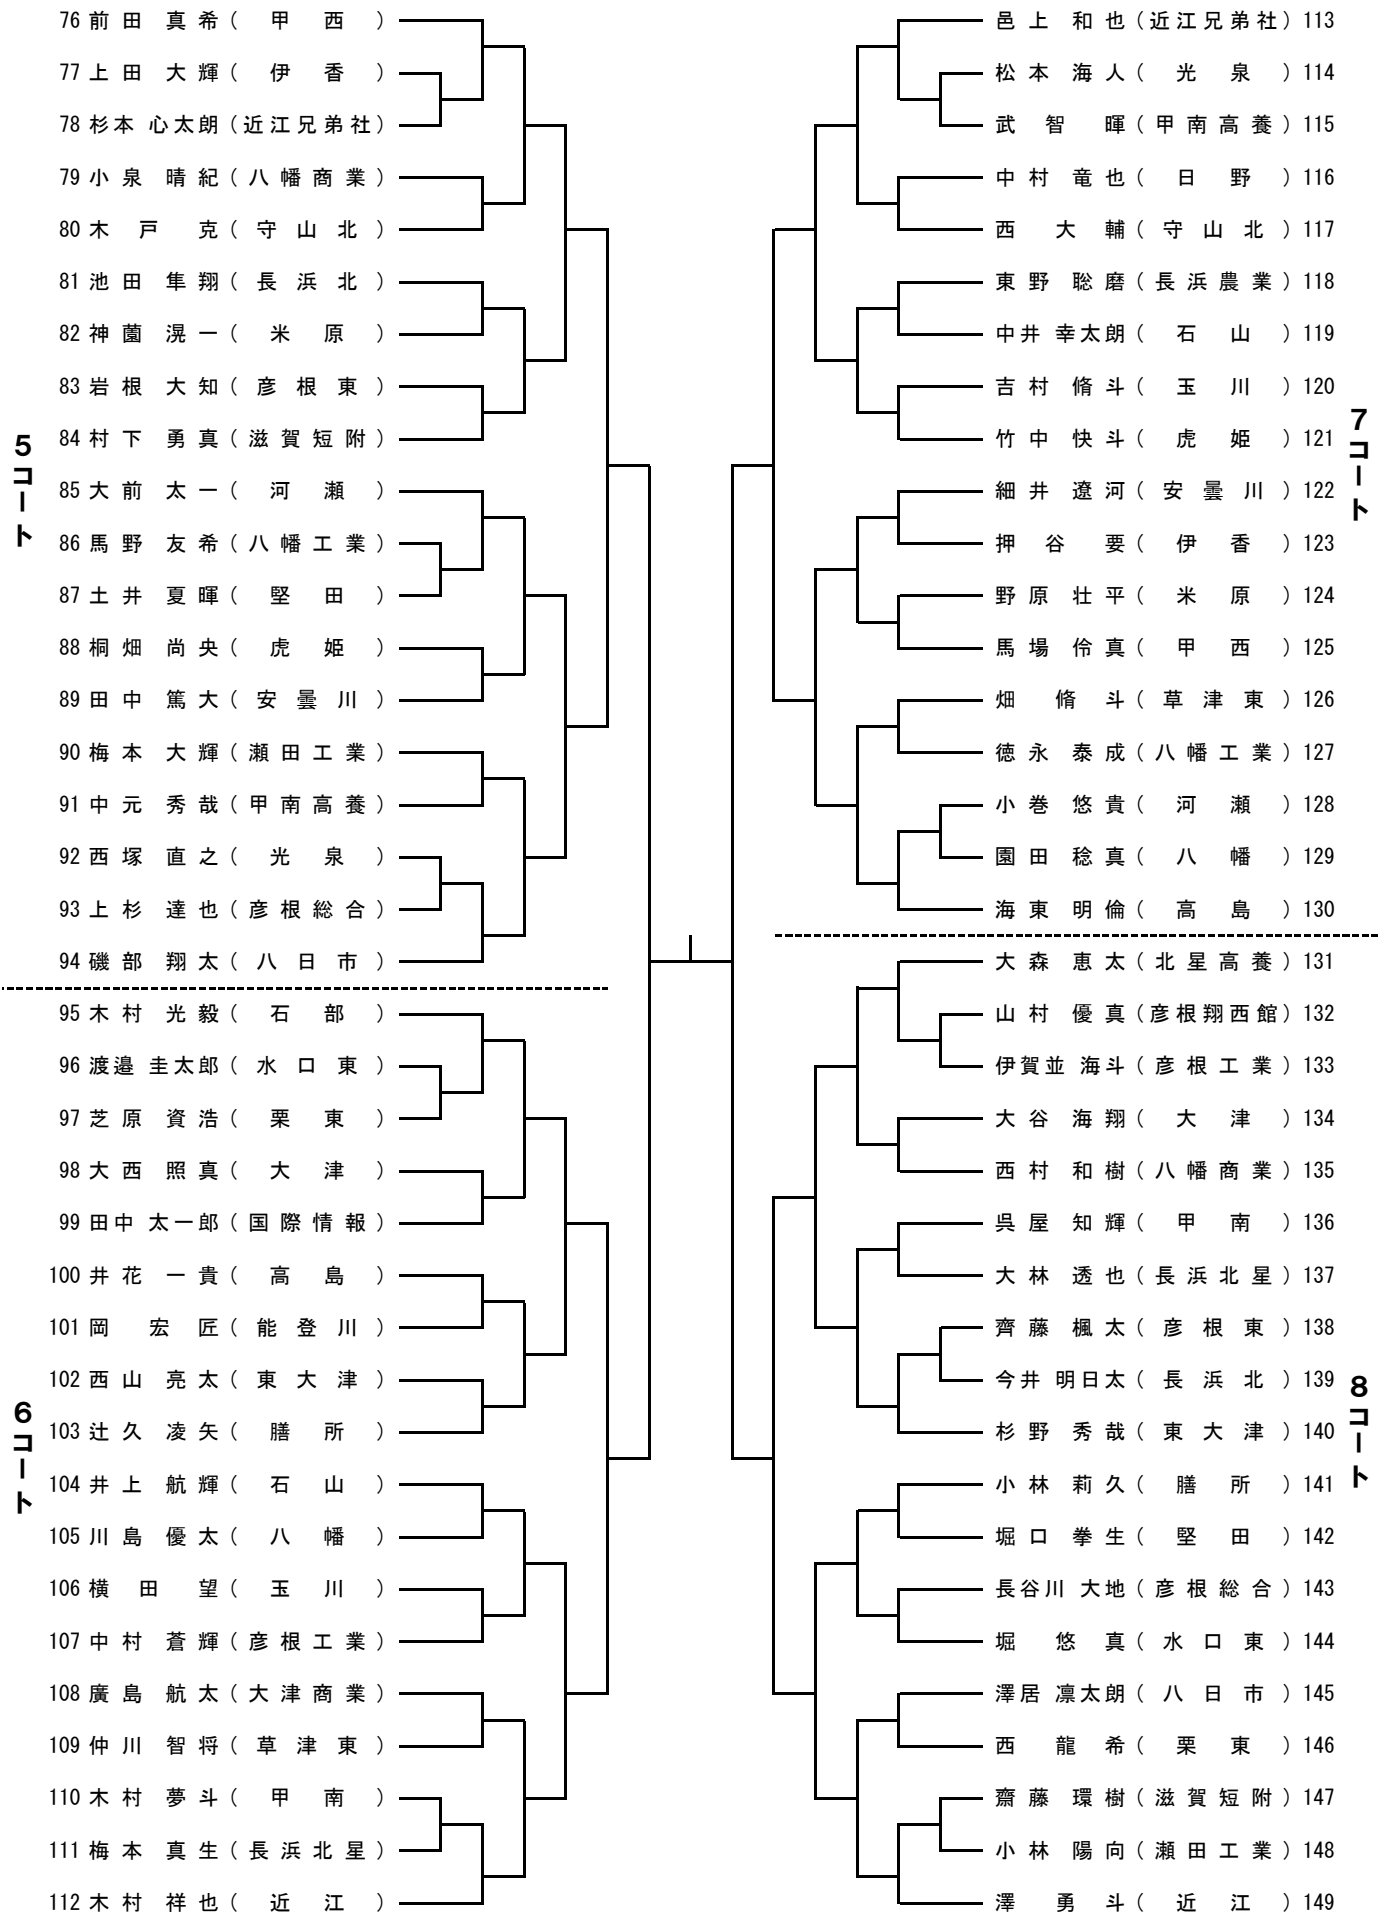 76 前田 真希 ( 甲西 )
77 上田 大輝 ( 伊香 )
78 杉本 心太朗 ( 近江兄弟社 )
79 小泉 晴紀 ( 八幡商業 )
80 木戸 克 ( 守山北 )
81 池田 隼翔 ( 長浜北 )
82 神薗 滉一 ( 米原 )
83 岩根 大知 ( 彦根東 )
84 村下 勇真 ( 滋賀短附 )
5コート
85 大前 太一 ( 河瀬 )
86 馬野 友希 ( 八幡工業 )
87 土井 夏暉 ( 堅田 )
88 桐畑 尚央 ( 虎姫 )
89 田中 篤大 ( 安曇川 )
90 梅本 大輝 ( 瀬田工業 )
91 中元 秀哉 ( 甲南高養 )
92 西塚 直之 ( 光泉 )
93 上杉 達也 ( 彦根総合 )
94 磯部 翔太 ( 八日市 )
95 木村 光毅 ( 石部 )
96 渡邉 圭太郎 ( 水口東 )
97 芝原 資浩 ( 栗東 )
98 大西 照真 ( 大津 )
99 田中 太一郎 ( 国際情報 )
100 井花 一貴 ( 高島 )
101 岡 宏匠 ( 能登川 )
102 西山 亮太 ( 東大津 )
103 辻久 凌矢 ( 膳所 )
6コート
104 井上 航輝 ( 石山 )
105 川島 優太 ( 八幡 )
106 横田 望 ( 玉川 )
107 中村 蒼輝 ( 彦根工業 )
108 廣島 航太 ( 大津商業 )
109 仲川 智将 ( 草津東 )
110 木村 夢斗 ( 甲南 )
111 梅本 真生 ( 長浜北星 )
112 木村 祥也 ( 近江 )
邑上 和也 ( 近江兄弟社 ) 113
松本 海人 ( 光泉 ) 114
武智 暉 ( 甲南高養 ) 115
中村 竜也 ( 日野 ) 116
西 大輔 ( 守山北 ) 117
東野 聡磨 ( 長浜農業 ) 118
中井 幸太朗 ( 石山 ) 119
吉村 脩斗 ( 玉川 ) 120
竹中 快斗 ( 虎姫 ) 121
7コート
細井 遼河 ( 安曇川 ) 122
押谷 要 ( 伊香 ) 123
野原 壮平 ( 米原 ) 124
馬場 伶真 ( 甲西 ) 125
畑 脩斗 ( 草津東 ) 126
徳永 泰成 ( 八幡工業 ) 127
小巻 悠貴 ( 河瀬 ) 128
園田 稔真 ( 八幡 ) 129
海東 明倫 ( 高島 ) 130
大森 恵太 ( 北星高養 ) 131
山村 優真 ( 彦根翔西館 ) 132
伊賀並 海斗 ( 彦根工業 ) 133
大谷 海翔 ( 大津 ) 134
西村 和樹 ( 八幡商業 ) 135
呉屋 知輝 ( 甲南 ) 136
大林 透也 ( 長浜北星 ) 137
齊藤 楓太 ( 彦根東 ) 138
今井 明日太 ( 長浜北 ) 139
杉野 秀哉 ( 東大津 ) 140
8コート
小林 莉久 ( 膳所 ) 141
堀口 拳生 ( 堅田 ) 142
長谷川 大地 ( 彦根総合 ) 143
堀 悠真 ( 水口東 ) 144
澤居 凛太朗 ( 八日市 ) 145
西 龍希 ( 栗東 ) 146
齋藤 環樹 ( 滋賀短附 ) 147
小林 陽向 ( 瀬田工業 ) 148
澤 勇斗 ( 近江 ) 149